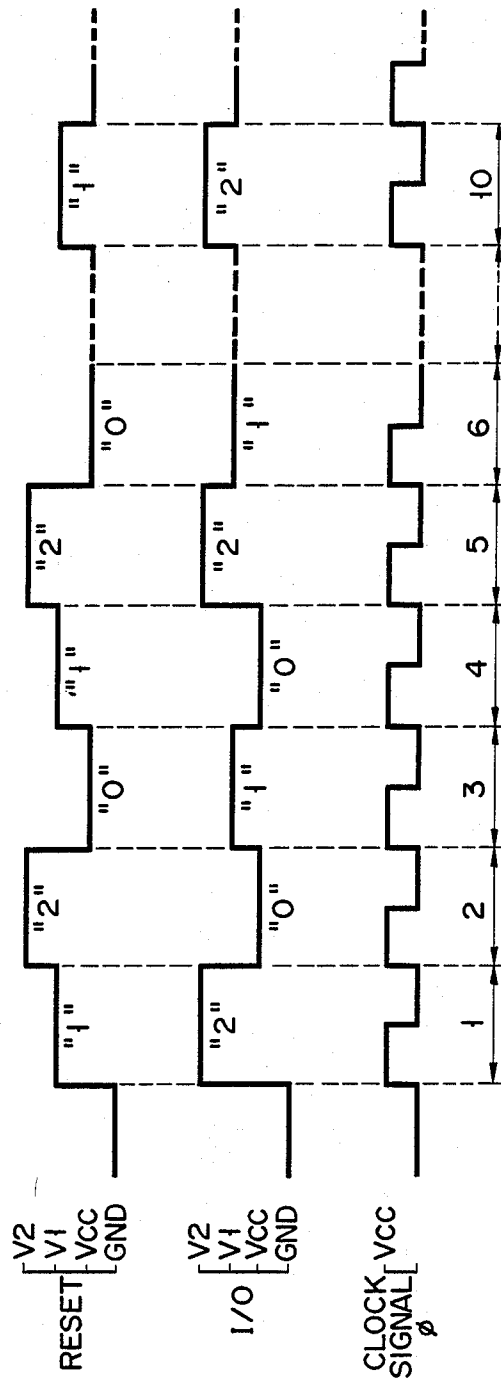 RESET V2
V1
VCC
GND
"1" "2" "0" "1" "2" "0" "1"
I/O V2
V1
VCC
GND
"2" "0" "1" "0" "2" "1" "2"
CLOCK SIGNAL ø VCC
1 2 3 4 5 6 10